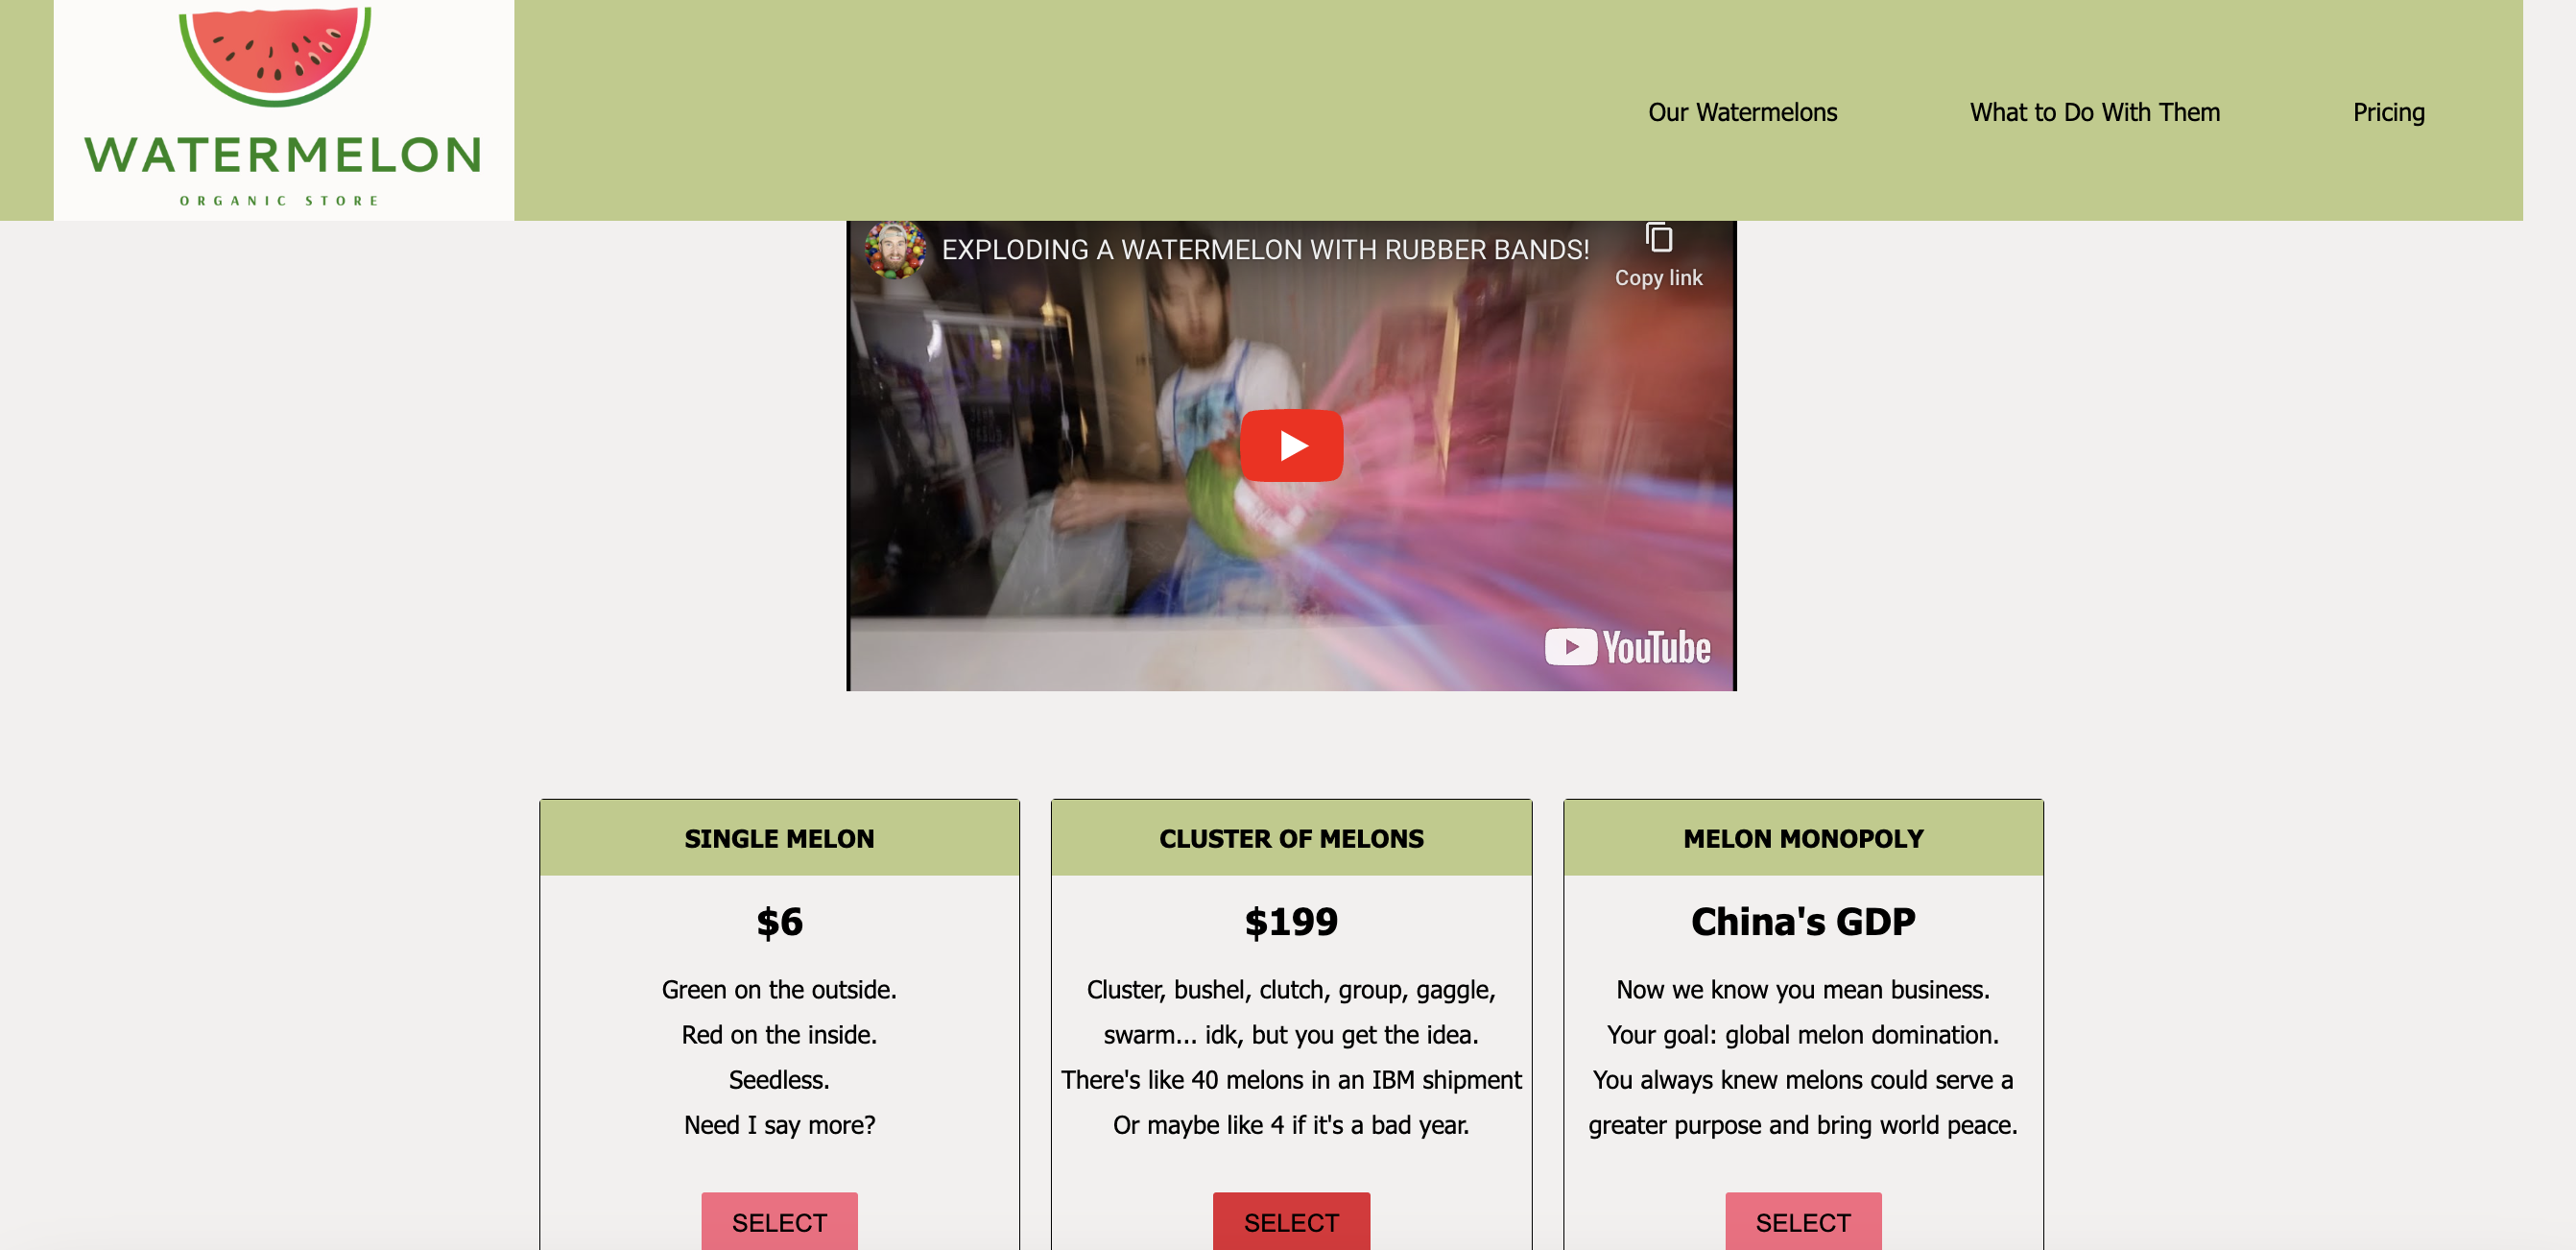 WATERMELON
ORGANIC STORE
Our Watermelons
What to Do With Them
Pricing
EXPLODING A WATERMELON WITH RUBBER BANDS!
Copy link
YouTube
SINGLE MELON
$6
Green on the outside.
Red on the inside.
Seedless.
Need I say more?
SELECT
CLUSTER OF MELONS
$199
Cluster, bushel, clutch, group, gaggle,
swarm... idk, but you get the idea.
There's like 40 melons in an IBM shipment
Or maybe like 4 if it's a bad year.
SELECT
MELON MONOPOLY
China's GDP
Now we know you mean business.
Your goal: global melon domination.
You always knew melons could serve a
greater purpose and bring world peace.
SELECT